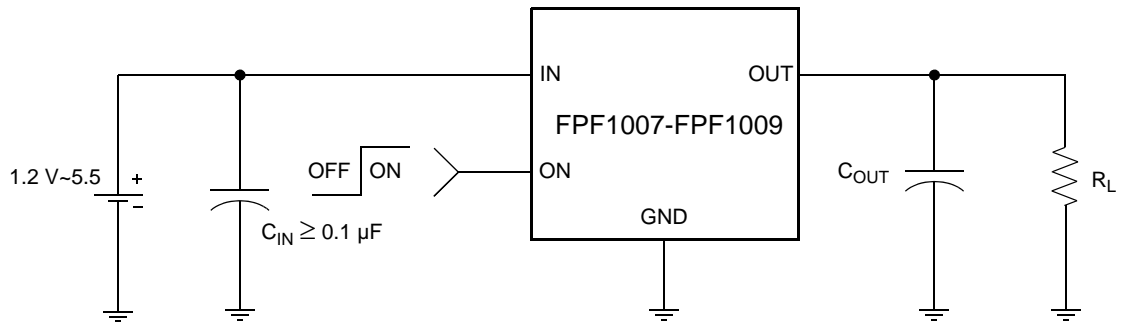 IN
OUT
FPF1007-FPF1009
1.2 V~5.5
+
−
OFF
ON
ON
GND
C_IN ≥ 0.1 µF
C_OUT
R_L